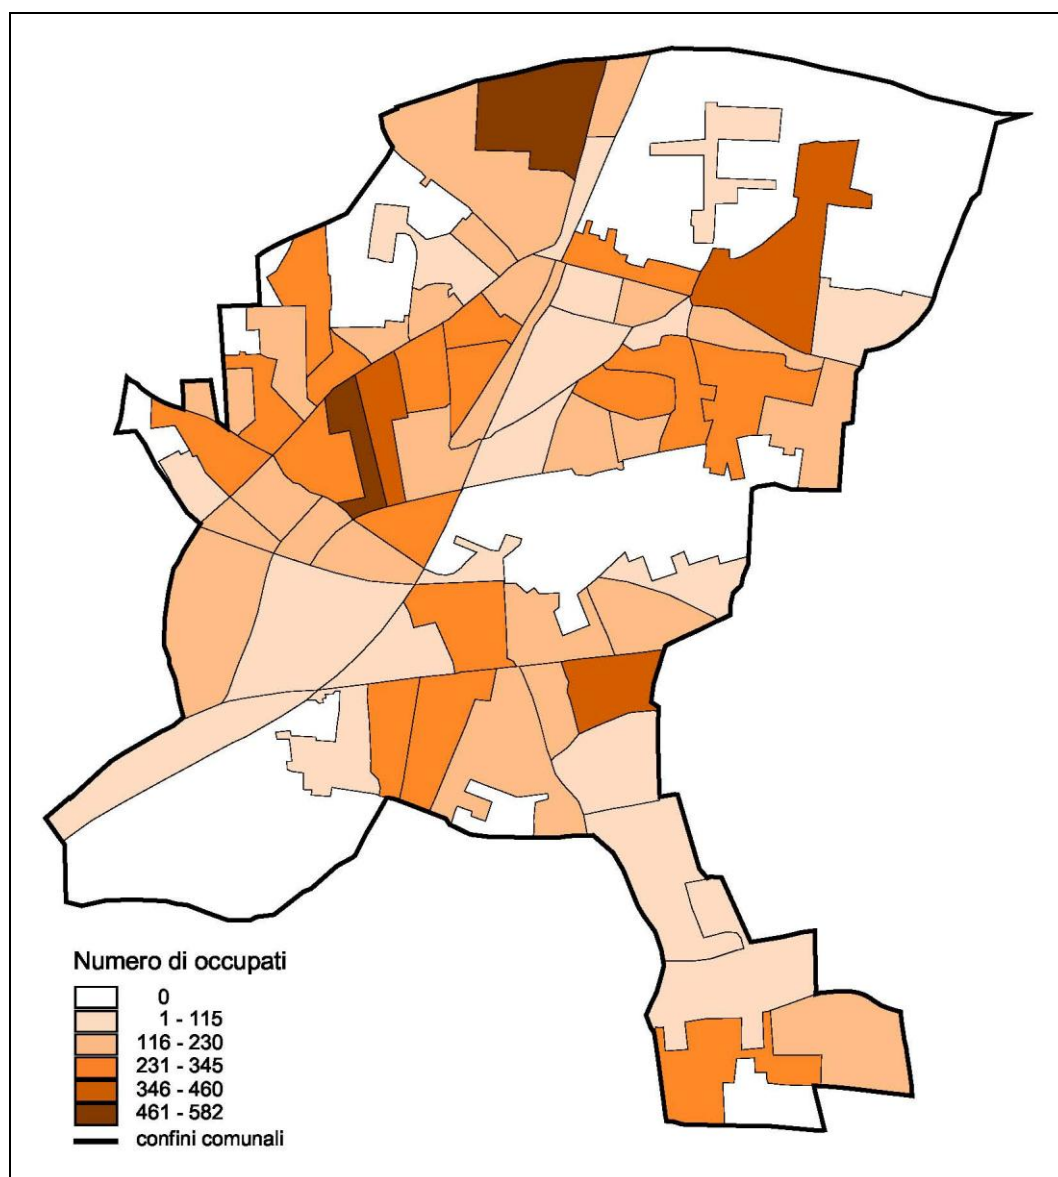 Numero di occupati
0
1 - 115
116 - 230
231 - 345
346 - 460
461 - 582
confini comunali